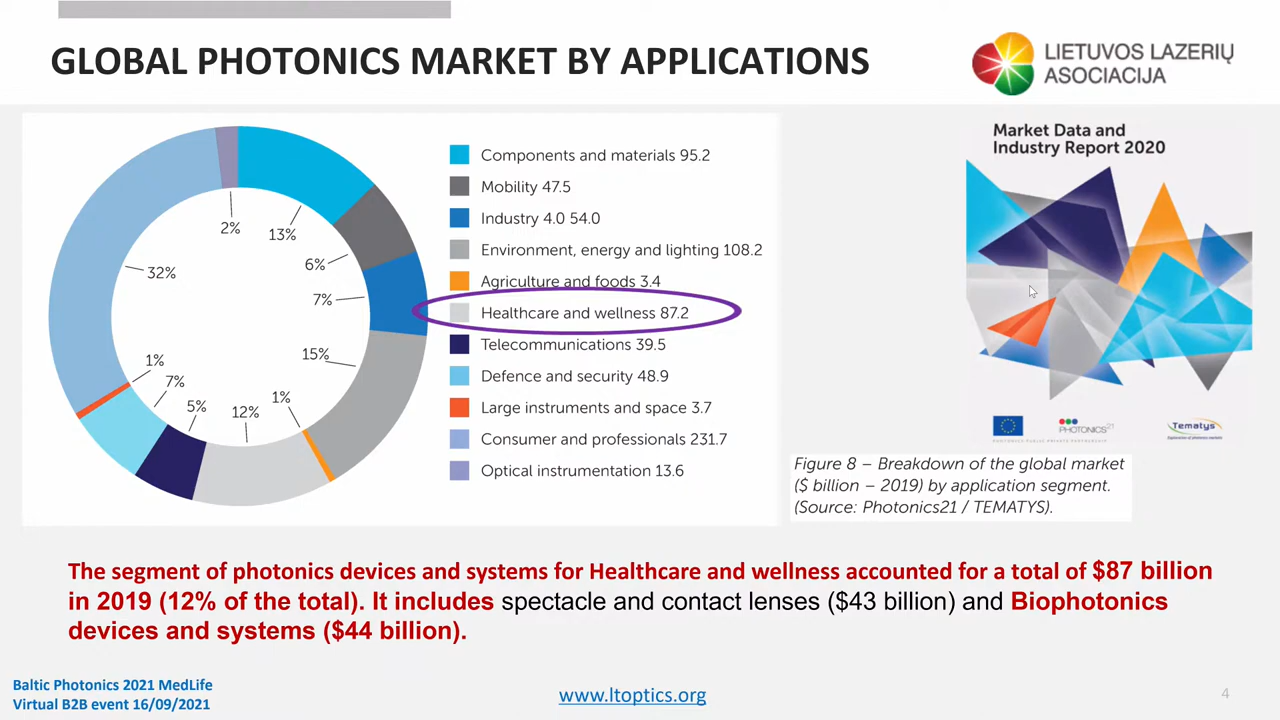 GLOBAL PHOTONICS MARKET BY APPLICATIONS
LIETUVOS LAZERIŲ
ASOCIACIJA
2%
13%
6%
7%
15%
1%
12%
5%
7%
1%
32%
Components and materials 95.2
Mobility 47.5
Industry 4.0 54.0
Environment, energy and lighting 108.2
Agriculture and foods 3.4
Healthcare and wellness 87.2
Telecommunications 39.5
Defence and security 48.9
Large instruments and space 3.7
Consumer and professionals 231.7
Optical instrumentation 13.6
Market Data and
Industry Report 2020
PHOTONICS21
Tematys
Figure 8 – Breakdown of the global market
($ billion – 2019) by application segment.
(Source: Photonics21 / TEMATYS).
The segment of photonics devices and systems for Healthcare and wellness accounted for a total of $87 billion
in 2019 (12% of the total). It includes spectacle and contact lenses ($43 billion) and Biophotonics
devices and systems ($44 billion).
Baltic Photonics 2021 MedLife
Virtual B2B event 16/09/2021
www.ltoptics.org
4